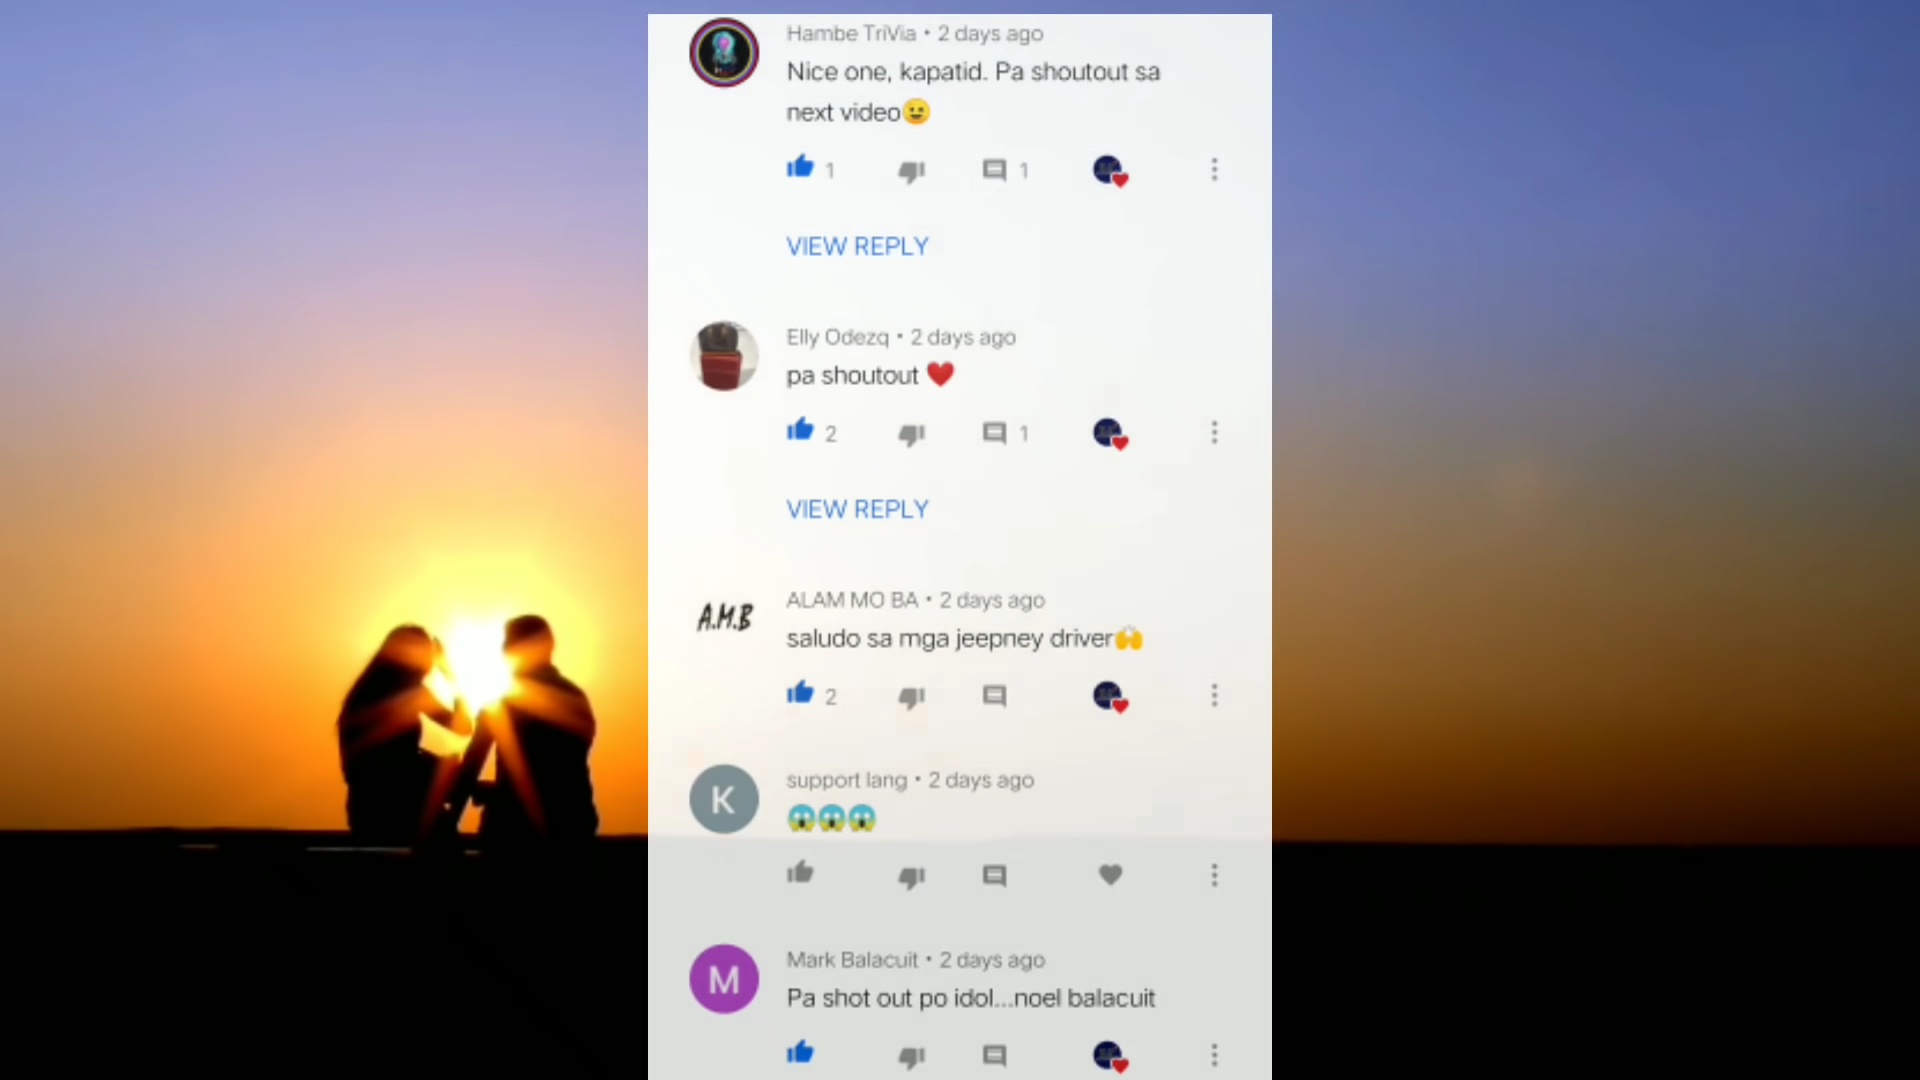 Hambe TriVia • 2 days ago
Nice one, kapatid. Pa shoutout sa
next video😉
1
1
VIEW REPLY
Elly Odezq • 2 days ago
pa shoutout ❤️
2
1
VIEW REPLY
A.M.B
ALAM MO BA • 2 days ago
saludo sa mga jeepney driver🙌
2
K
support lang • 2 days ago
😱😱😱
M
Mark Balacuit • 2 days ago
Pa shot out po idol...noel balacuit